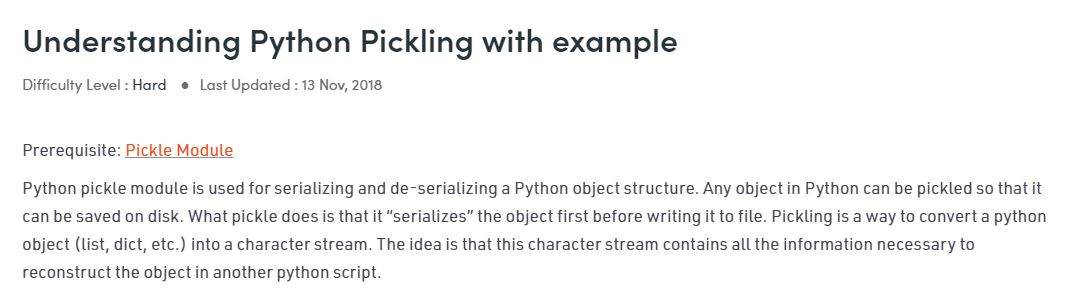 Understanding Python Pickling with example
Difficulty Level : Hard ● Last Updated : 13 Nov, 2018
Prerequisite: Pickle Module
Python pickle module is used for serializing and de-serializing a Python object structure. Any object in Python can be pickled so that it
can be saved on disk. What pickle does is that it “serializes” the object first before writing it to file. Pickling is a way to convert a python
object (list, dict, etc.) into a character stream. The idea is that this character stream contains all the information necessary to
reconstruct the object in another python script.